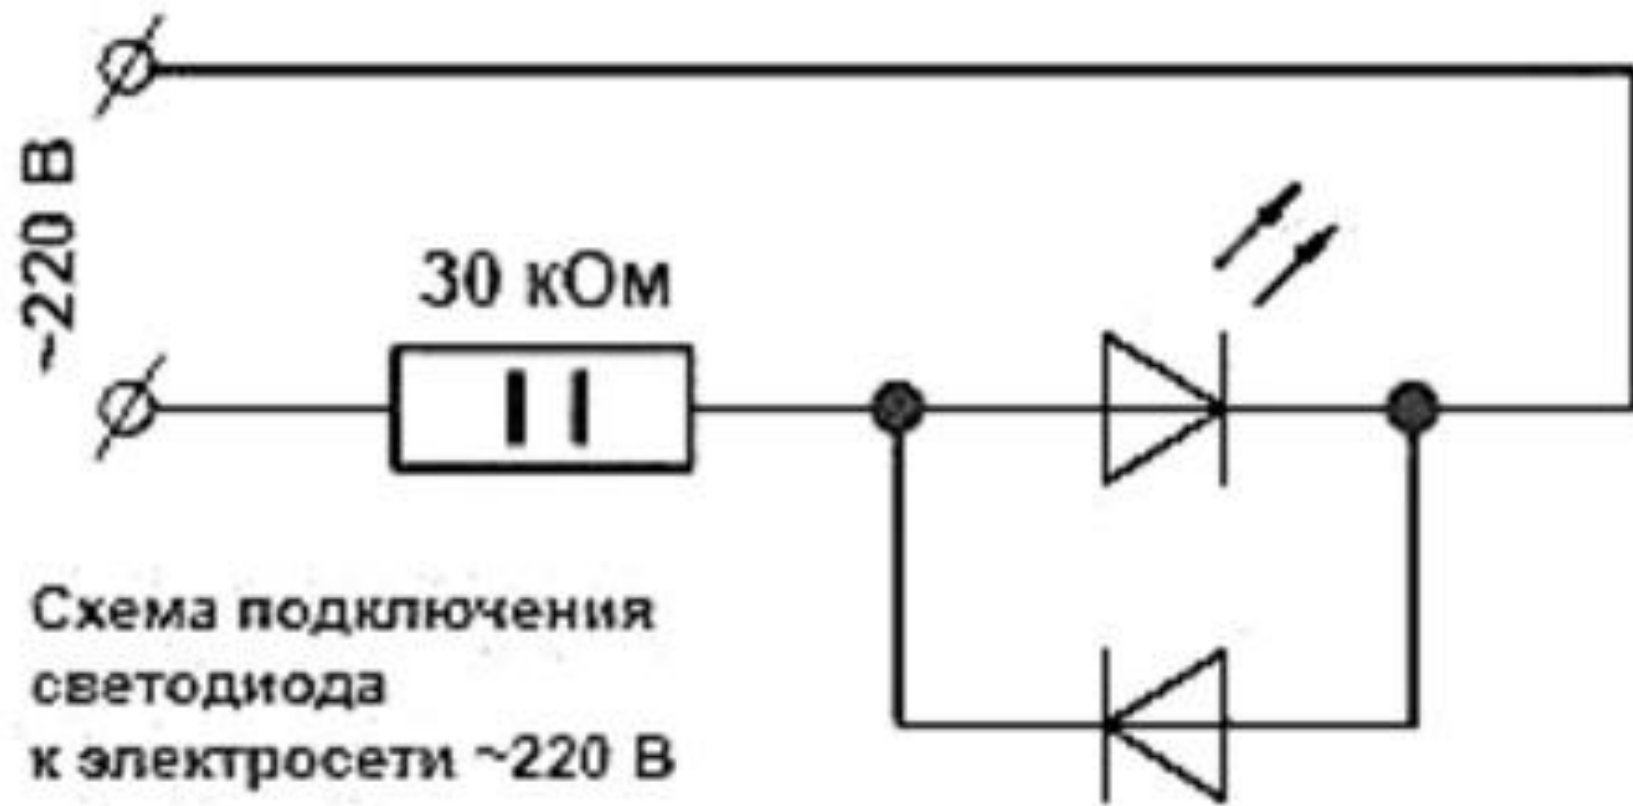 ~220 В
30 кОм
Схема подключения
светодиода
к электросети ~220 В